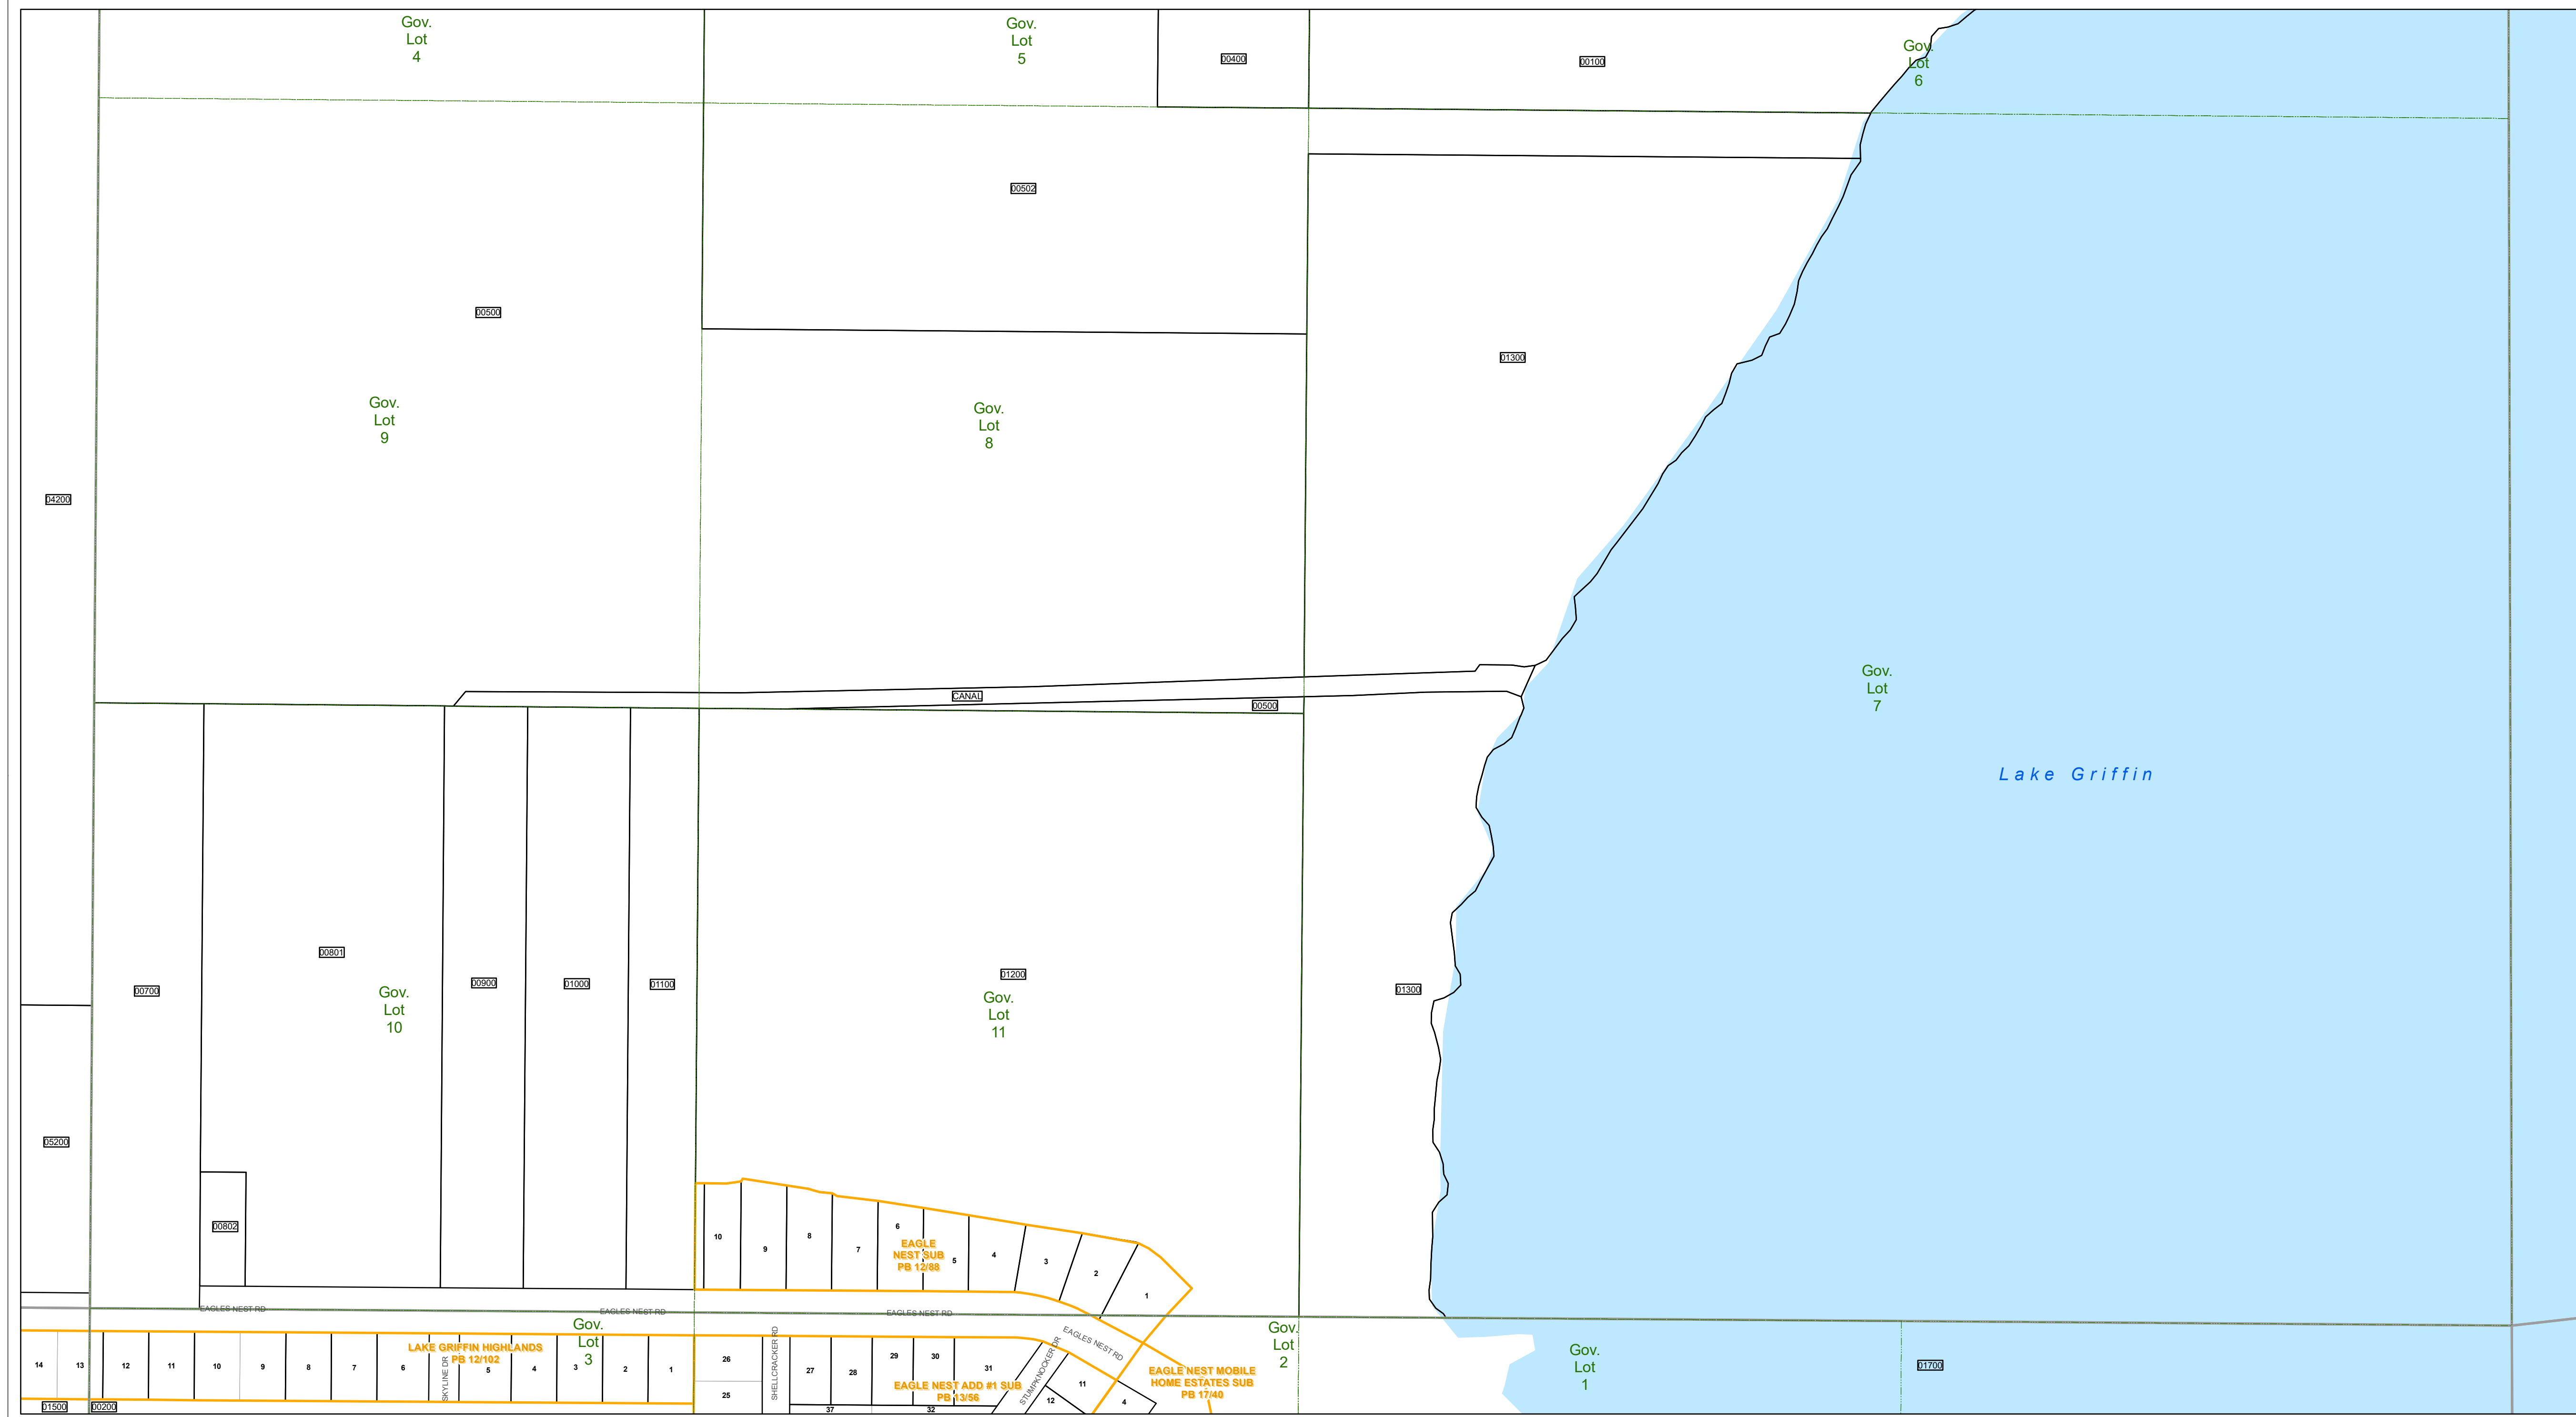 Gov.
Lot
4
Gov.
Lot
5
00400
00100
Gov.
Lot
6
00502
00500
01300
Gov.
Lot
9
Gov.
Lot
8
04200
Gov.
Lot
7
CANAL
00500
Lake Griffin
00801
00700
00900
01000
01100
01200
01300
Gov.
Lot
10
Gov.
Lot
11
05200
00802
10
9
8
7
6
5
4
3
2
1
EAGLE
NEST SUB
PB 12/88
EAGLES NEST RD
EAGLES NEST RD
EAGLES NEST RD
EAGLES NEST RD
Gov.
Lot
3
Gov.
Lot
2
Gov.
Lot
1
01700
14
13
12
11
10
9
8
7
6
SKYLINE DR
5
4
3
2
1
LAKE GRIFFIN HIGHLANDS
PB 12/102
26
25
SHELLCRACKER RD
27
28
29
30
31
EAGLE NEST ADD #1 SUB
PB 13/56
STUMPKNOCKER DR
11
12
4
EAGLE NEST MOBILE
HOME ESTATES SUB
PB 17/40
01500
00200
37
32